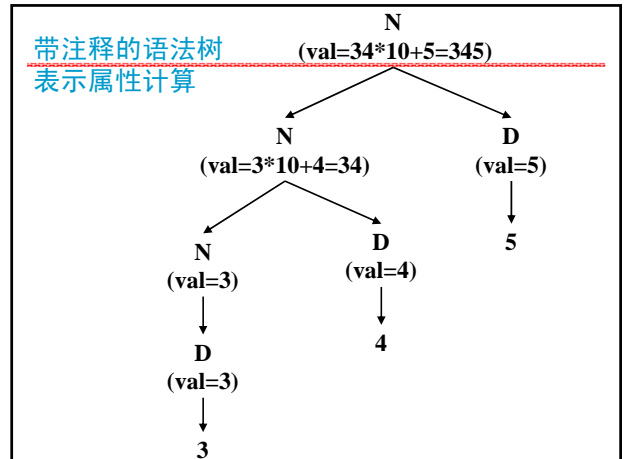 带注释的语法树
表示属性计算
N
(val=34*10+5=345)
N
(val=3*10+4=34)
D
(val=5)
5
N
(val=3)
D
(val=4)
4
D
(val=3)
3